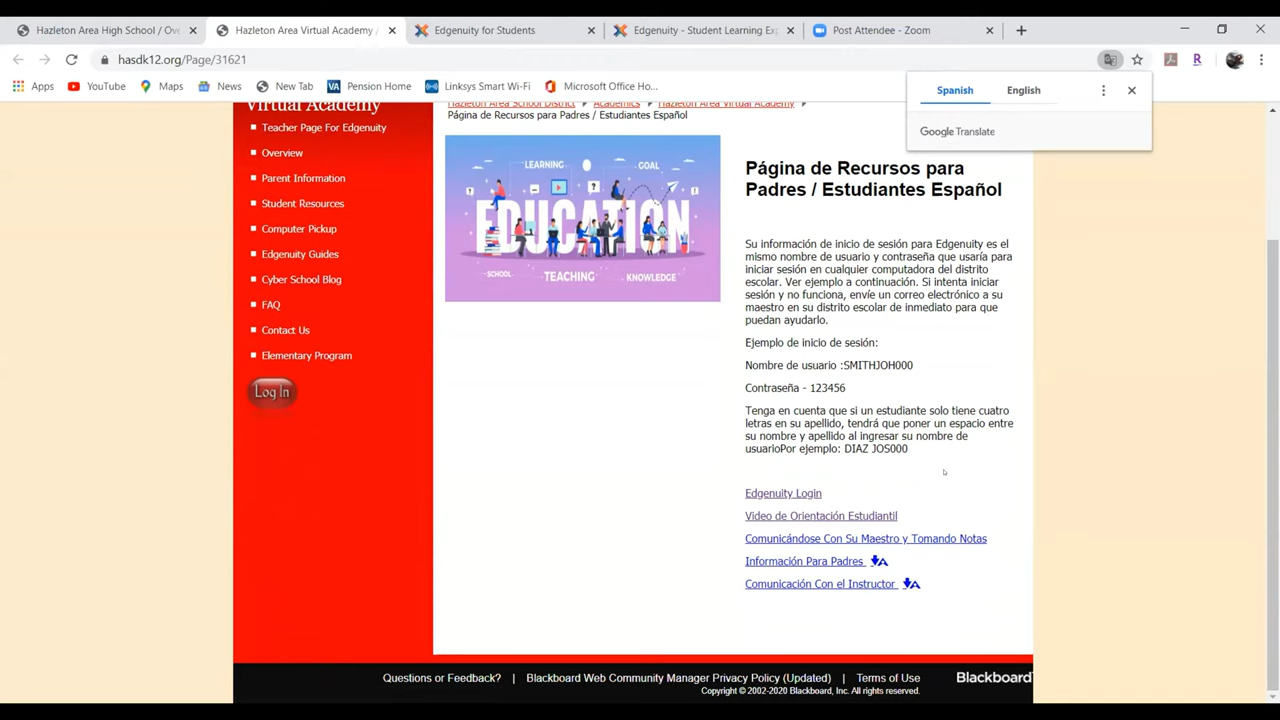 Hazleton Area High School / Ove
Hazleton Area Virtual Academy /
Edgenuity for Students
Edgenuity - Student Learning Ex
Post Attendee - Zoom
hasdk12.org/Page/31621
Apps
YouTube
Maps
News
New Tab
VA Pension Home
Linksys Smart Wi-Fi
Microsoft Office Ho...
Spanish
English
Google Translate
Virtual Academy
Teacher Page For Edgenuity
Overview
Parent Information
Student Resources
Computer Pickup
Edgenuity Guides
Cyber School Blog
FAQ
Contact Us
Elementary Program
Log In
Hazleton Area School District
Academics
Hazleton Area Virtual Academy
Página de Recursos para Padres / Estudiantes Español
LEARNING
GOAL
EDUCATION
SCHOOL
TEACHING
KNOWLEDGE
Página de Recursos para
Padres / Estudiantes Español
Su información de inicio de sesión para Edgenuity es el
mismo nombre de usuario y contraseña que usaría para
iniciar sesión en cualquier computadora del distrito
escolar. Ver ejemplo a continuación. Si intenta iniciar
sesión y no funciona, envíe un correo electrónico a su
maestro en su distrito escolar de inmediato para que
puedan ayudarlo.
Ejemplo de inicio de sesión:
Nombre de usuario :SMITHJOH000
Contraseña - 123456
Tenga en cuenta que si un estudiante solo tiene cuatro
letras en su apellido, tendrá que poner un espacio entre
su nombre y apellido al ingresar su nombre de
usuarioPor ejemplo: DIAZ JOS000
Edgenuity Login
Video de Orientación Estudiantil
Comunicándose Con Su Maestro y Tomando Notas
Información Para Padres
Comunicación Con el Instructor
Questions or Feedback? | Blackboard Web Community Manager Privacy Policy (Updated) | Terms of Use
Copyright © 2002-2020 Blackboard, Inc. All rights reserved.
Blackboard